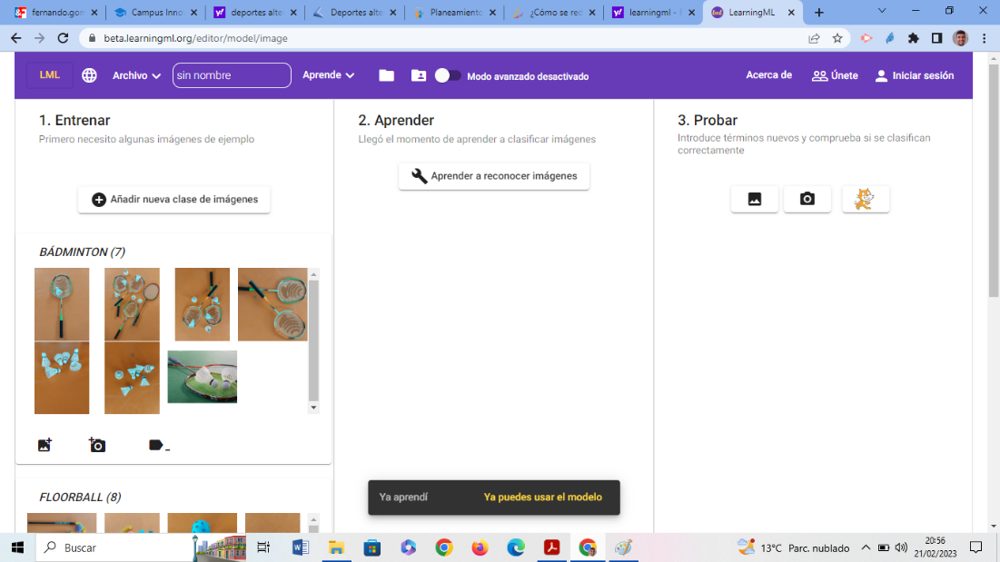 fernando.gor
Campus Inno
deportes alter
Deportes alte
Planeamiento
¿Cómo se red
learningml -
LearningML
beta.learningml.org/editor/model/image
LML
Archivo
sin nombre
Aprende
Modo avanzado desactivado
Acerca de
Únete
Iniciar sesión
1. Entrenar
Primero necesito algunas imágenes de ejemplo
Añadir nueva clase de imágenes
BÁDMINTON (7)
FLOORBALL (8)
2. Aprender
Llegó el momento de aprender a clasificar imágenes
Aprender a reconocer imágenes
Ya aprendí
Ya puedes usar el modelo
3. Probar
Introduce términos nuevos y comprueba si se clasifican
correctamente
Buscar
13°C Parc. nublado
20:56
21/02/2023